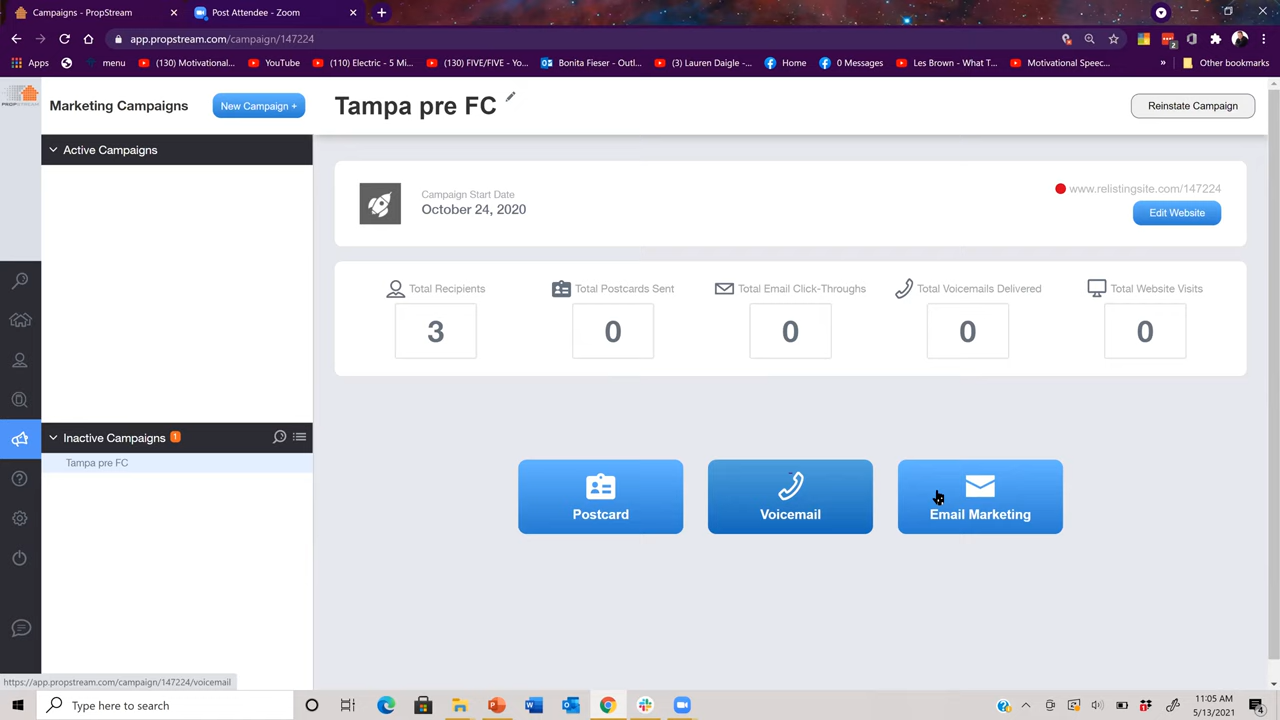 Campaigns - PropStream
Post Attendee - Zoom
app.propstream.com/campaign/147224
Apps
menu
(130) Motivational...
YouTube
(110) Electric - 5 Mi...
(130) FIVE/FIVE - Yo...
Bonita Fieser - Outl...
(3) Lauren Daigle -...
Home
0 Messages
Les Brown - What T...
Motivational Speec...
»
Other bookmarks
PROPSTREAM
Marketing Campaigns
New Campaign +
Tampa pre FC
Reinstate Campaign
Active Campaigns
Campaign Start Date
October 24, 2020
www.relistingsite.com/147224
Edit Website
Total Recipients
Total Postcards Sent
Total Email Click-Throughs
Total Voicemails Delivered
Total Website Visits
3
0
0
0
0
Inactive Campaigns 1
Tampa pre FC
Postcard
Voicemail
Email Marketing
https://app.propstream.com/campaign/147224/voicemail
Type here to search
11:05 AM
5/13/2021
4